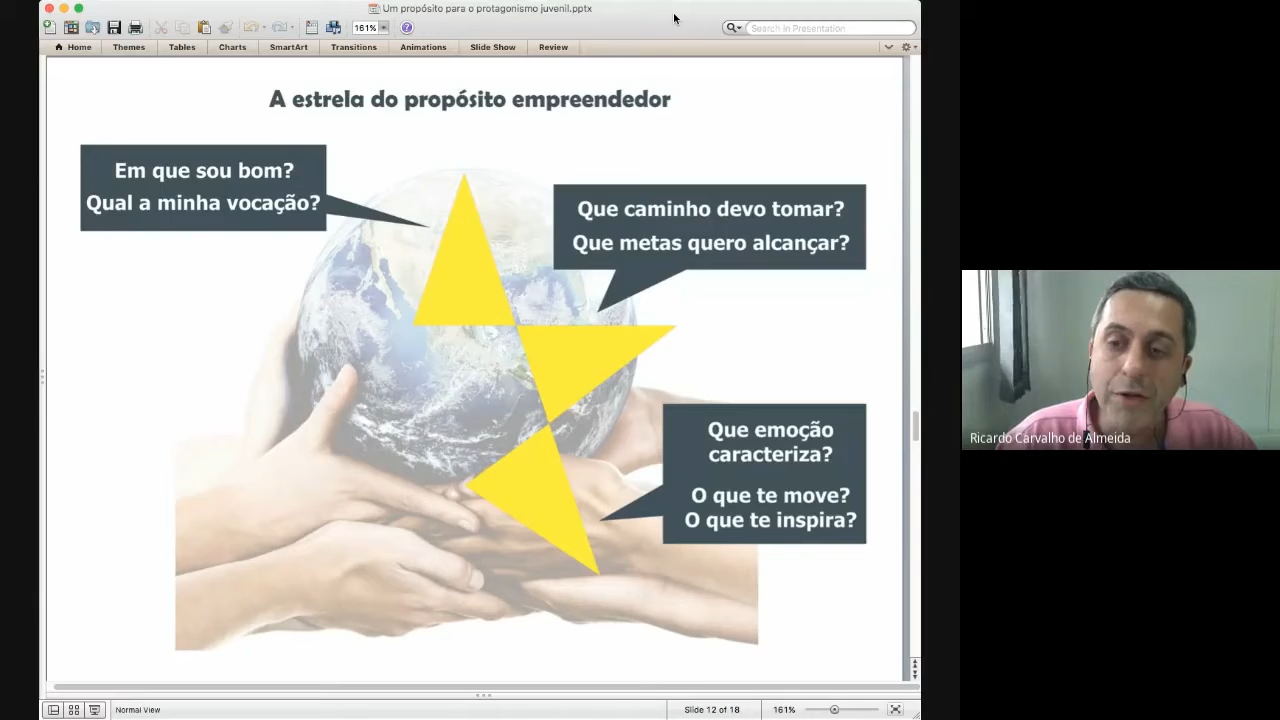 Um propósito para o protagonismo juvenil.pptx
161%
Search in Presentation
Home Themes Tables Charts SmartArt Transitions Animations Slide Show Review
A estrela do propósito empreendedor
Em que sou bom?
Qual a minha vocação?
Que caminho devo tomar?
Que metas quero alcançar?
Que emoção
caracteriza?
O que te move?
O que te inspira?
Ricardo Carvalho de Almeida
Normal View
Slide 12 of 18
161%